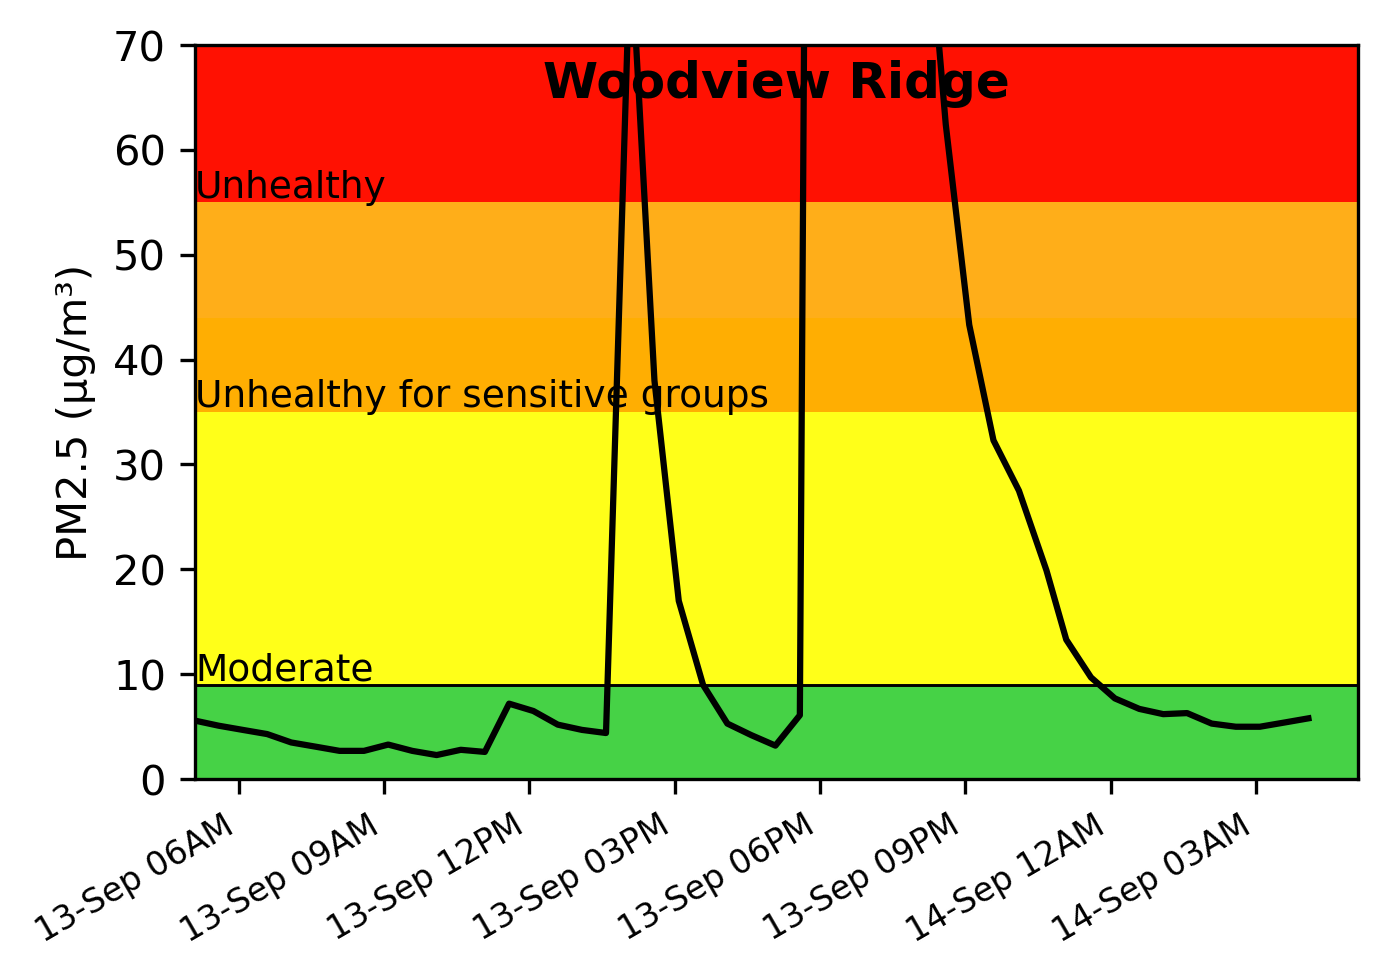 Woodview Ridge
70
60
50
40
30
20
10
0
PM2.5 (µg/m³)
Unhealthy
Unhealthy for sensitive groups
Moderate
13-Sep 06AM
13-Sep 09AM
13-Sep 12PM
13-Sep 03PM
13-Sep 06PM
13-Sep 09PM
14-Sep 12AM
14-Sep 03AM